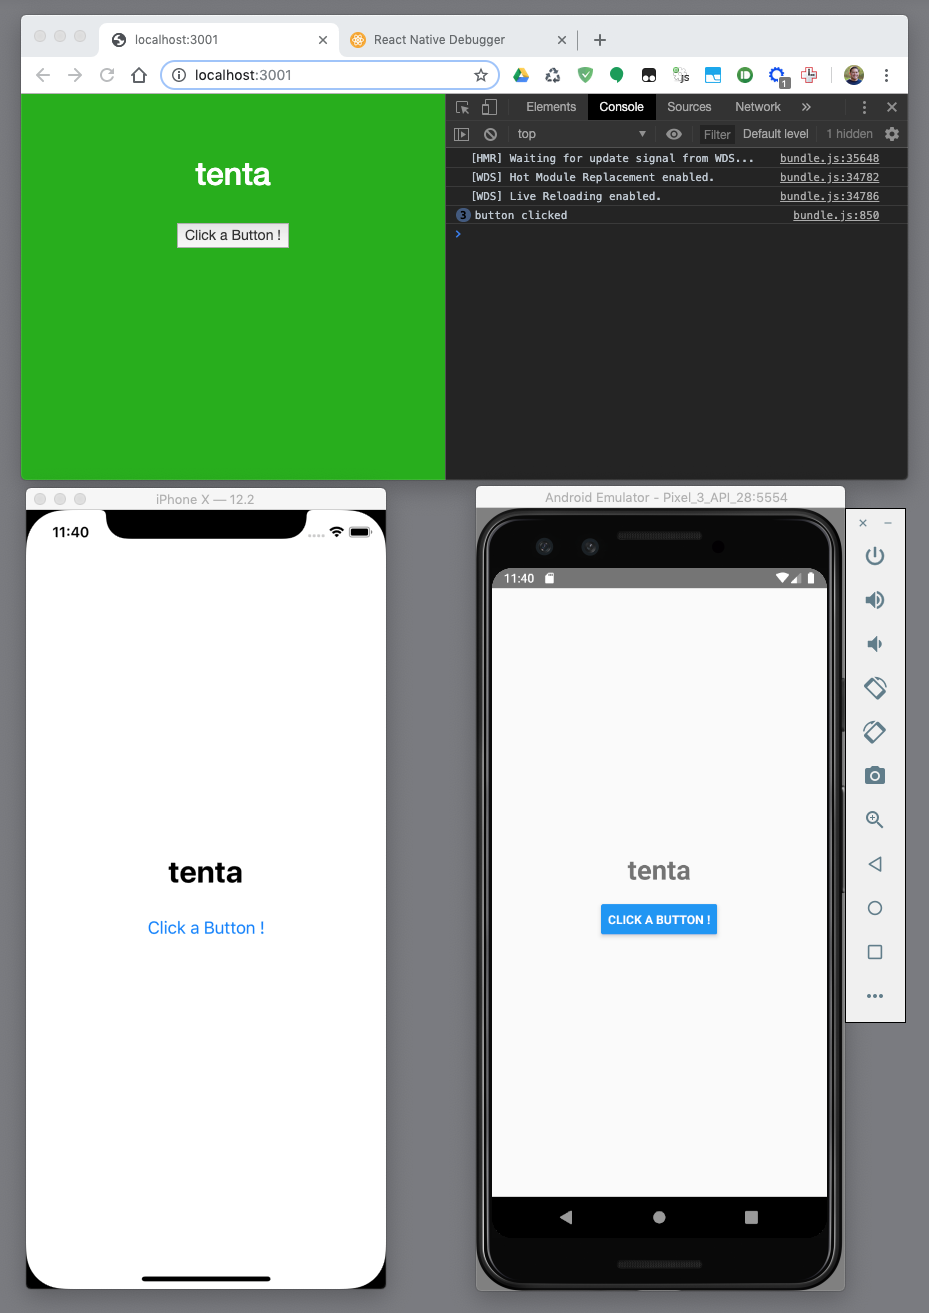 localhost:3001
React Native Debugger
localhost:3001
JS
1
Elements Console Sources Network
top Filter Default level 1 hidden
[HMR] Waiting for update signal from WDS... bundle.js:35648
[WDS] Hot Module Replacement enabled. bundle.js:34782
[WDS] Live Reloading enabled. bundle.js:34786
3 button clicked bundle.js:850
tenta
Click a Button !
iPhone X — 12.2
11:40
tenta
Click a Button !
Android Emulator - Pixel_3_API_28:5554
11:40
tenta
CLICK A BUTTON !